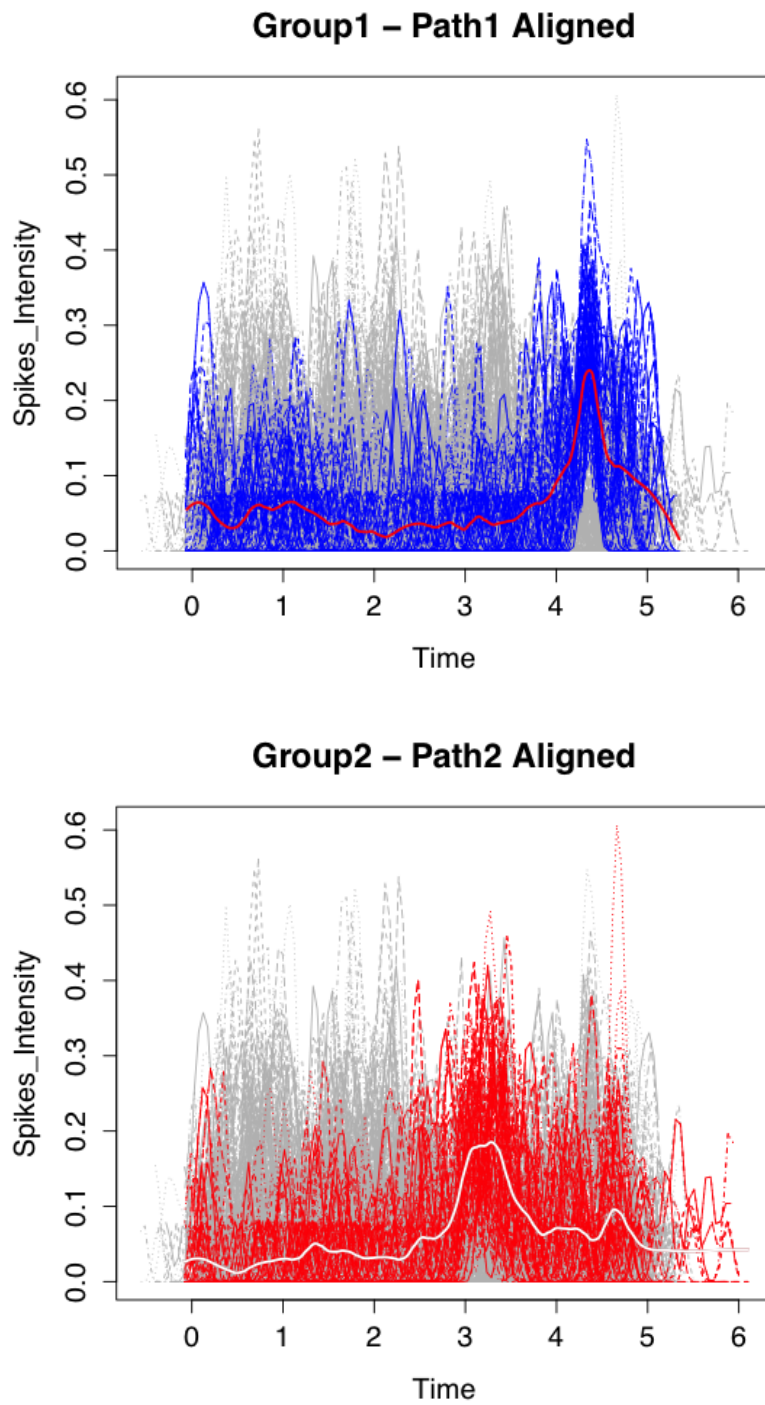 Group1 – Path1 Aligned
Spikes_Intensity
0.6
0.5
0.4
0.3
0.2
0.1
0.0
0 1 2 3 4 5 6
Time
Group2 – Path2 Aligned
Spikes_Intensity
0.6
0.5
0.4
0.3
0.2
0.1
0.0
0 1 2 3 4 5 6
Time